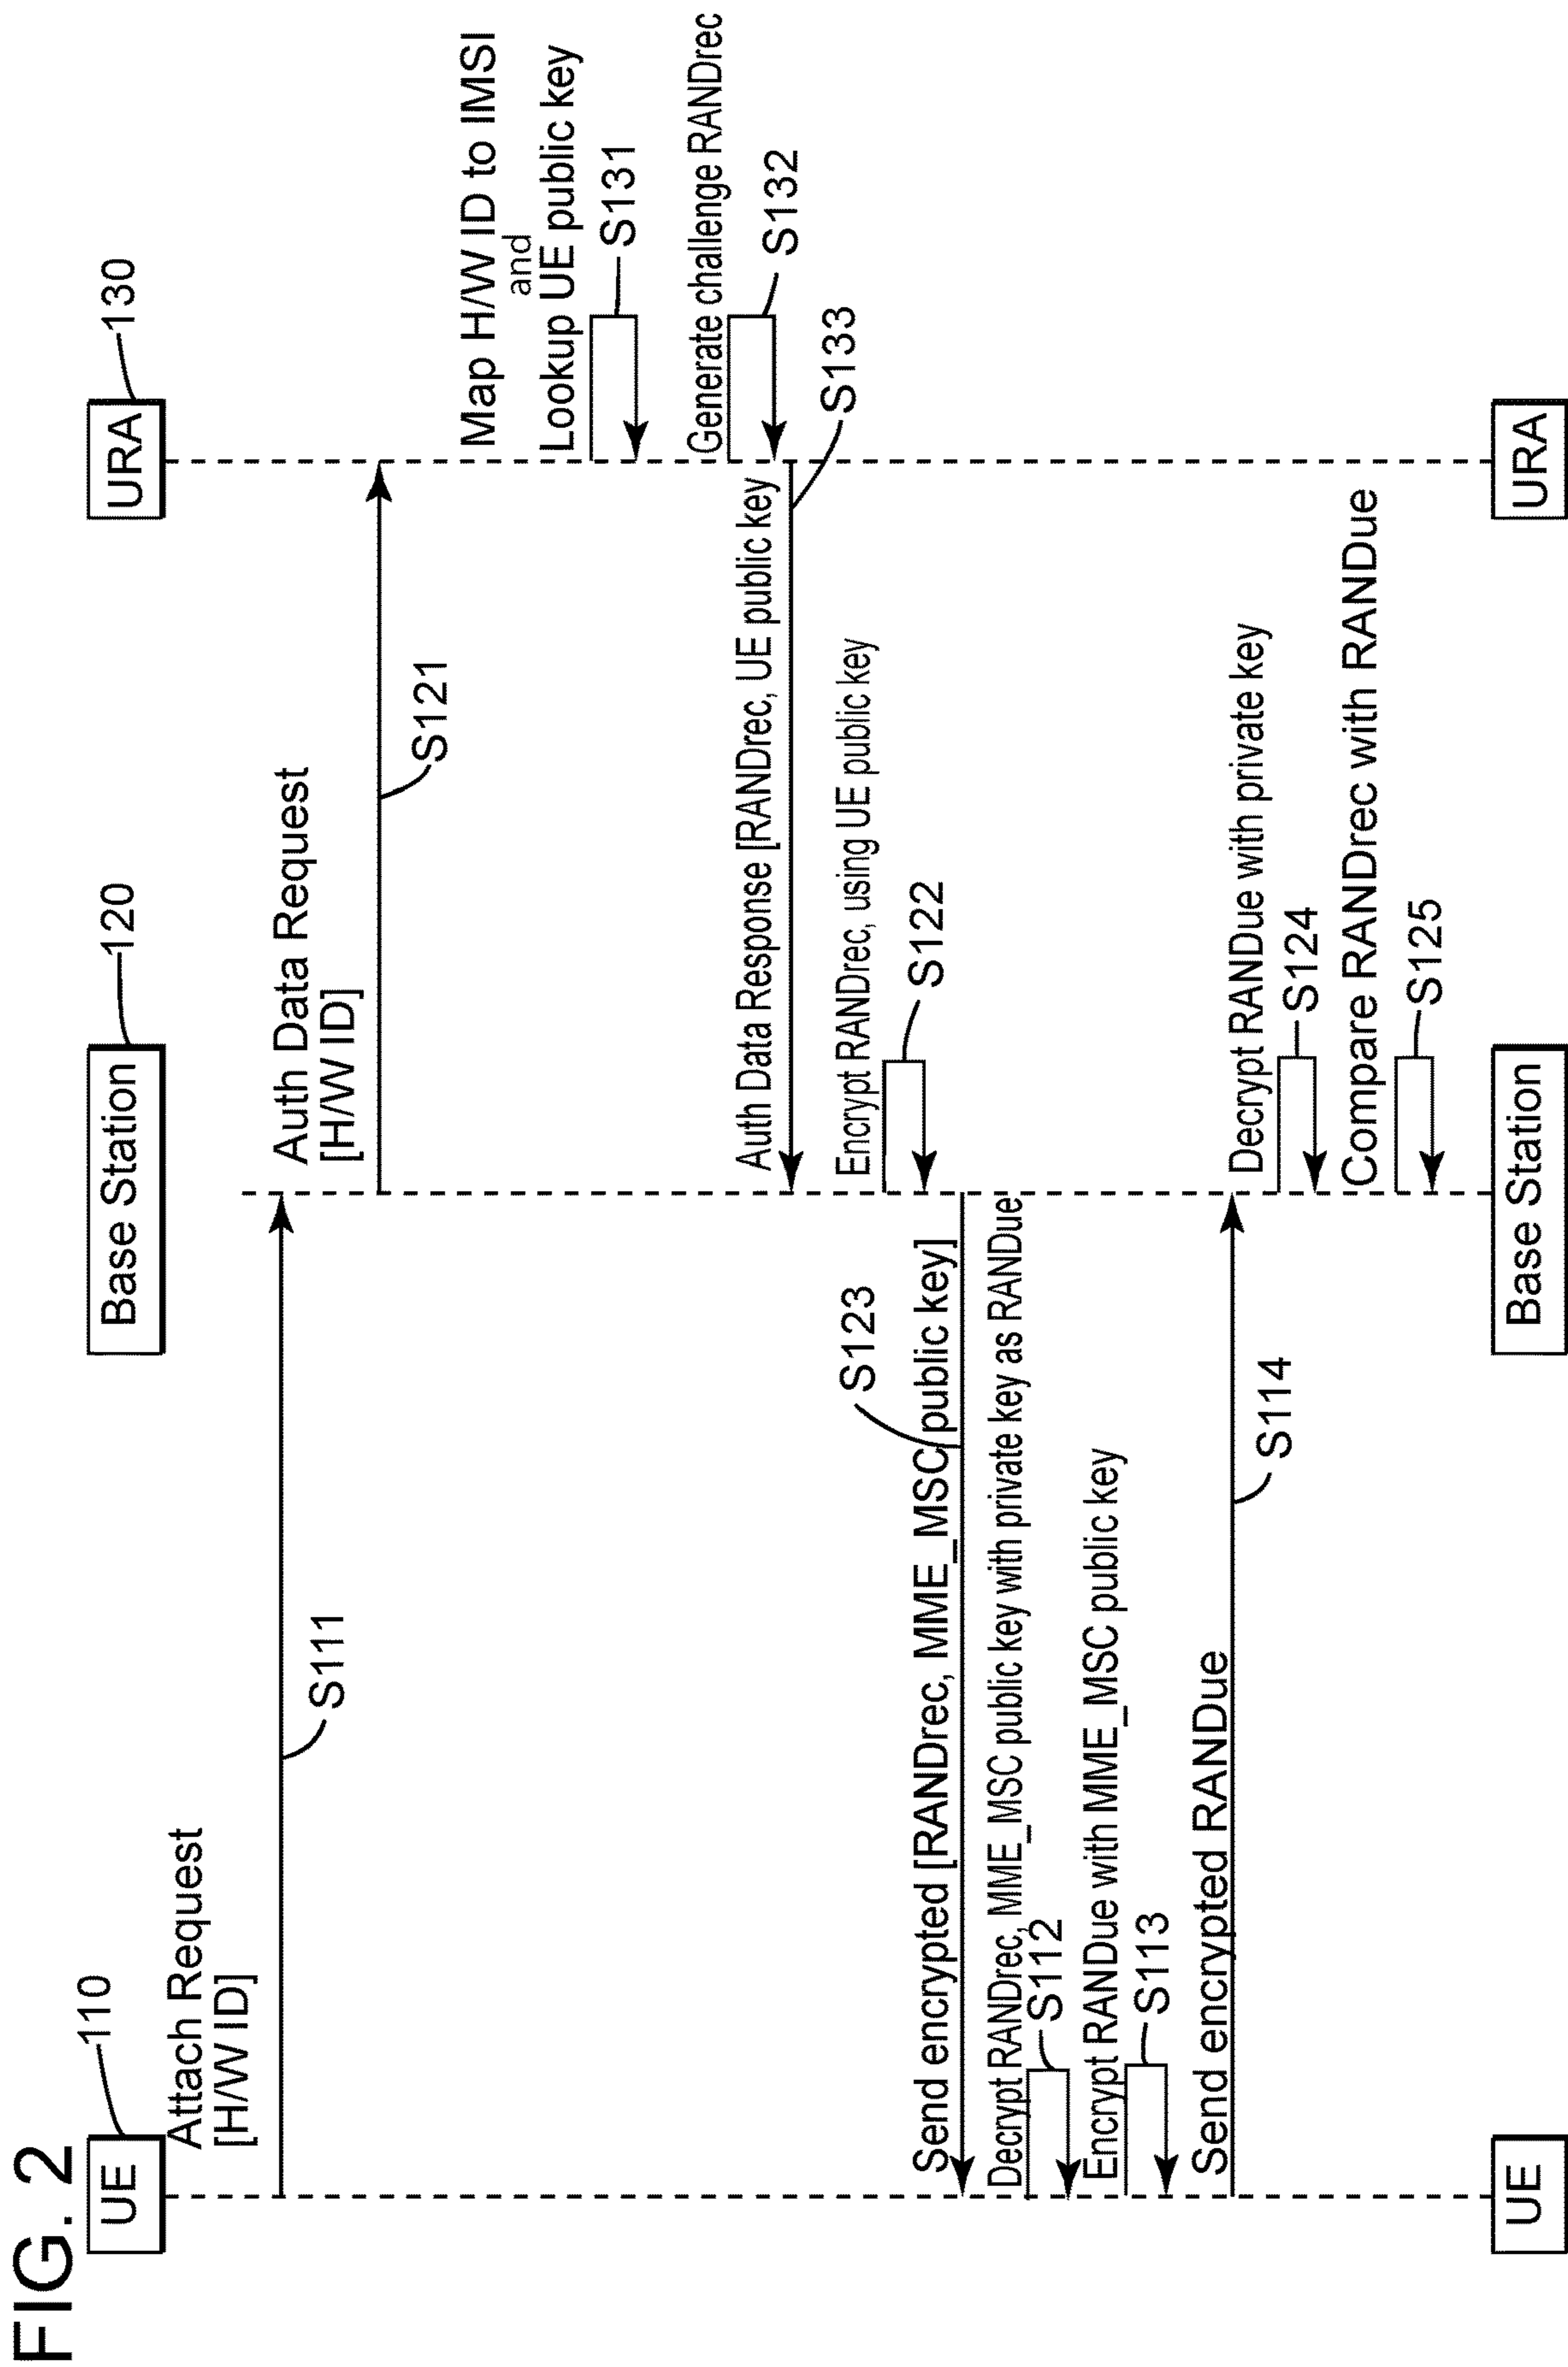 FIG. 2
UE
110
Base Station
120
URA
130
Attach Request
[H/W ID]
S111
Auth Data Request
[H/W ID]
S121
Map H/W ID to IMSI
and
Lookup UE public key
S131
Generate challenge RANDrec
S132
Auth Data Response [RANDrec, UE public key
S133
Encrypt RANDrec, using UE public key
S122
Send encrypted [RANDrec, MME_MSC public key]
S123
Decrypt RANDrec, MME_MSC public key with private key as RANDue
S112
Encrypt RANDue with MME_MSC public key
S113
Send encrypted RANDue
S114
Decrypt RANDue with private key
S124
Compare RANDrec with RANDue
S125
UE
Base Station
URA